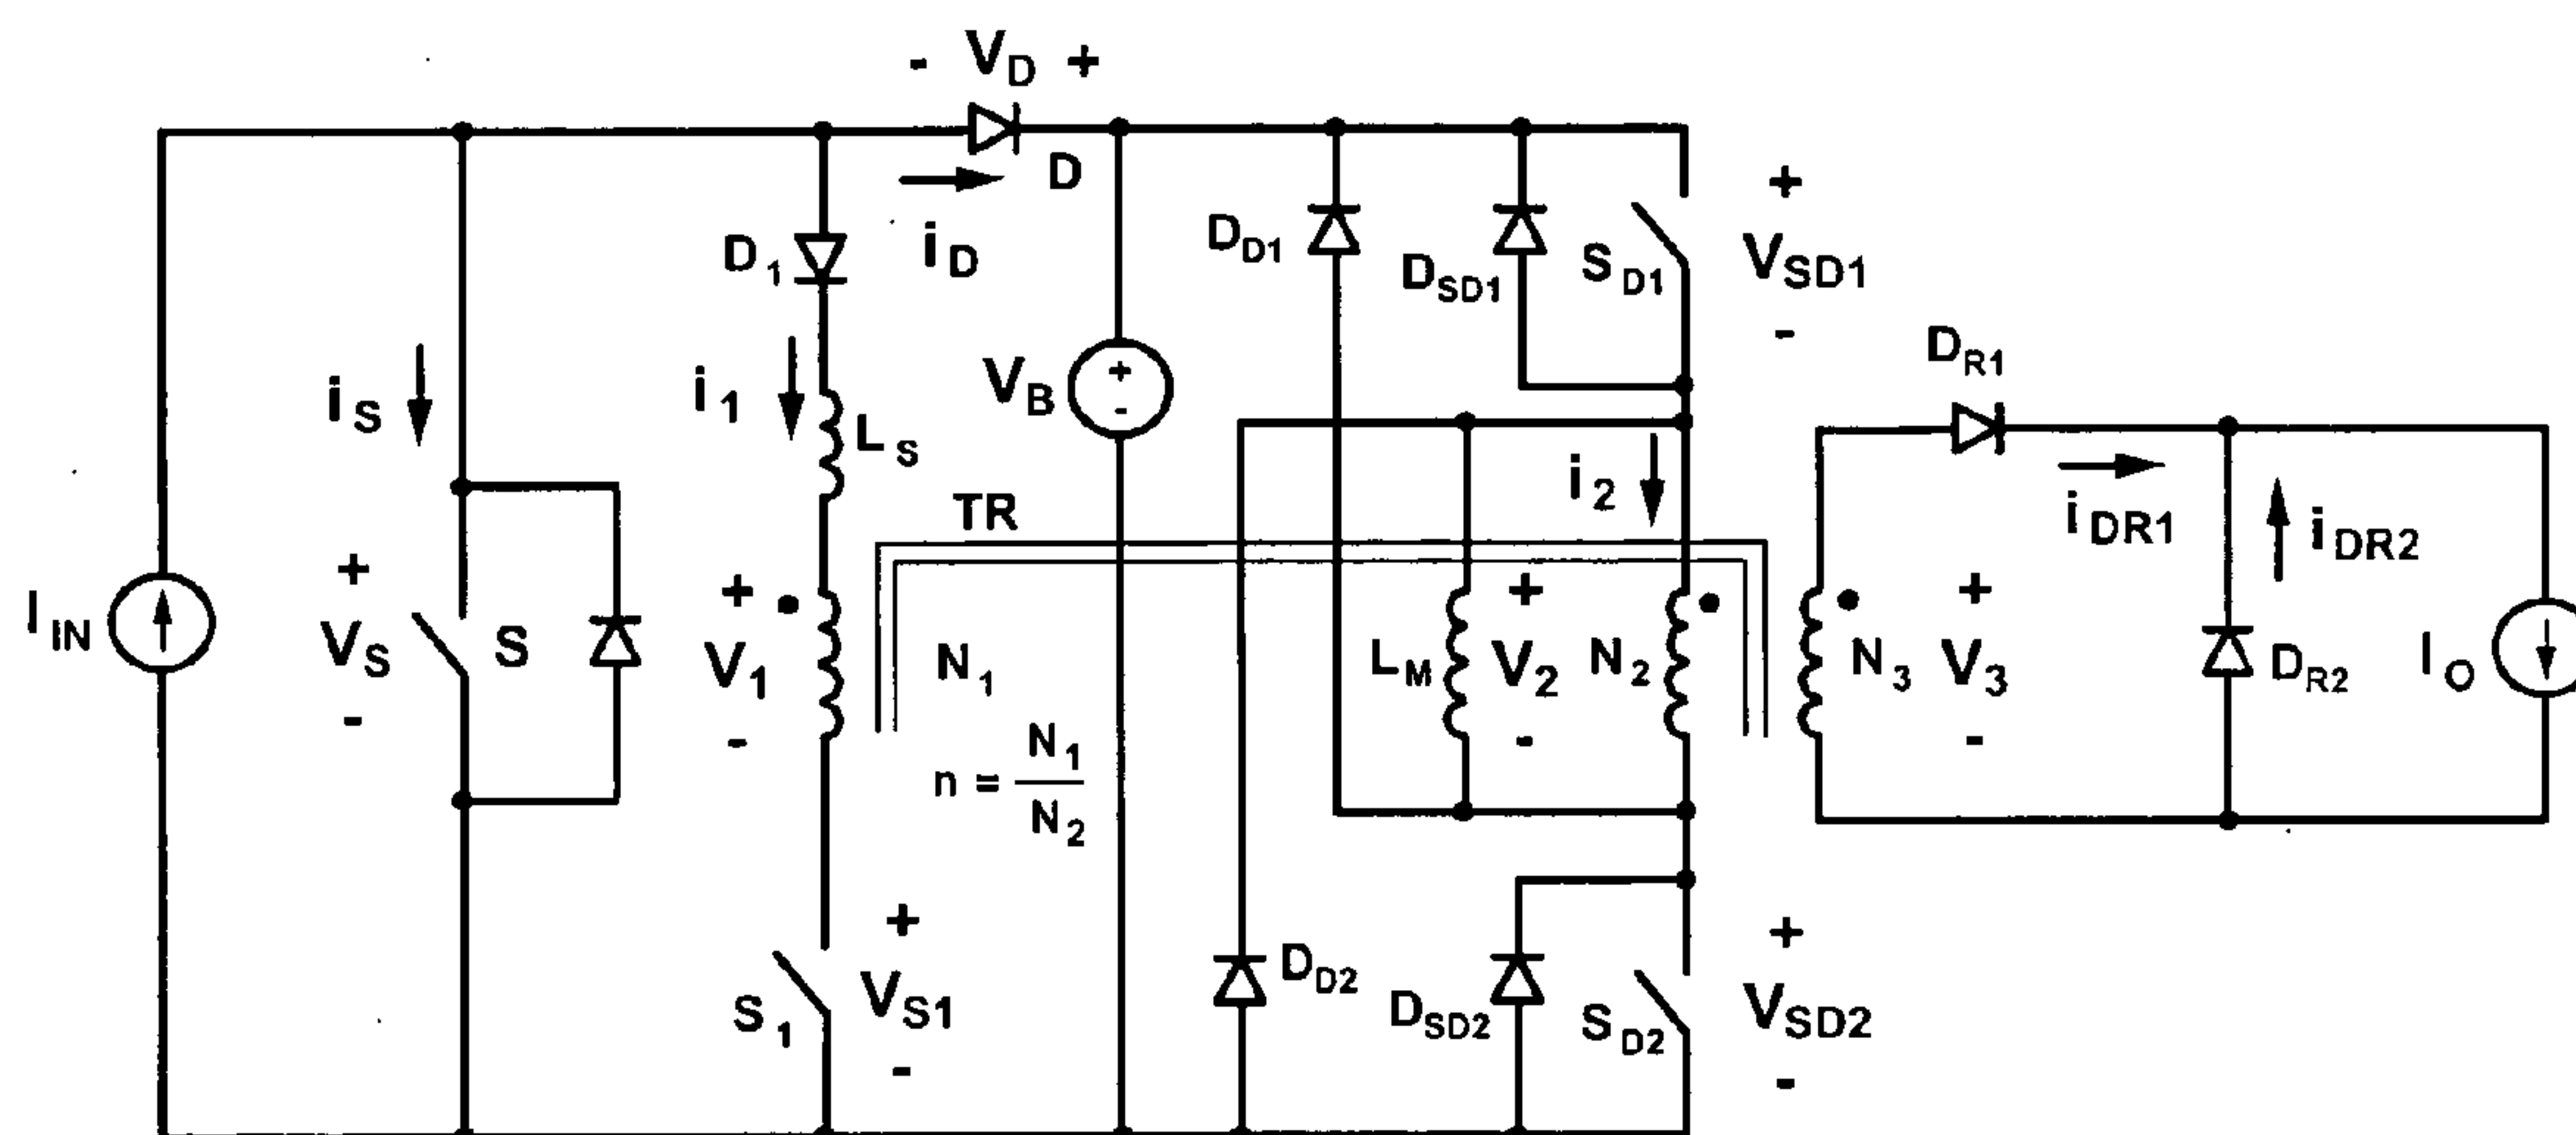 - V_D +
D
i_D
D_1
i_S
i_1
L_S
V_B
+
-
D_D1
D_SD1
S_D1
+
V_SD1
-
D_R1
i_2
i_DR1
i_DR2
TR
I_IN
+
V_S
-
S
+
V_1
-
N_1
n = N_1
N_2
L_M
+
V_2
-
N_2
N_3
+
V_3
-
D_R2
I_O
S_1
+
V_S1
-
D_D2
D_SD2
S_D2
+
V_SD2
-